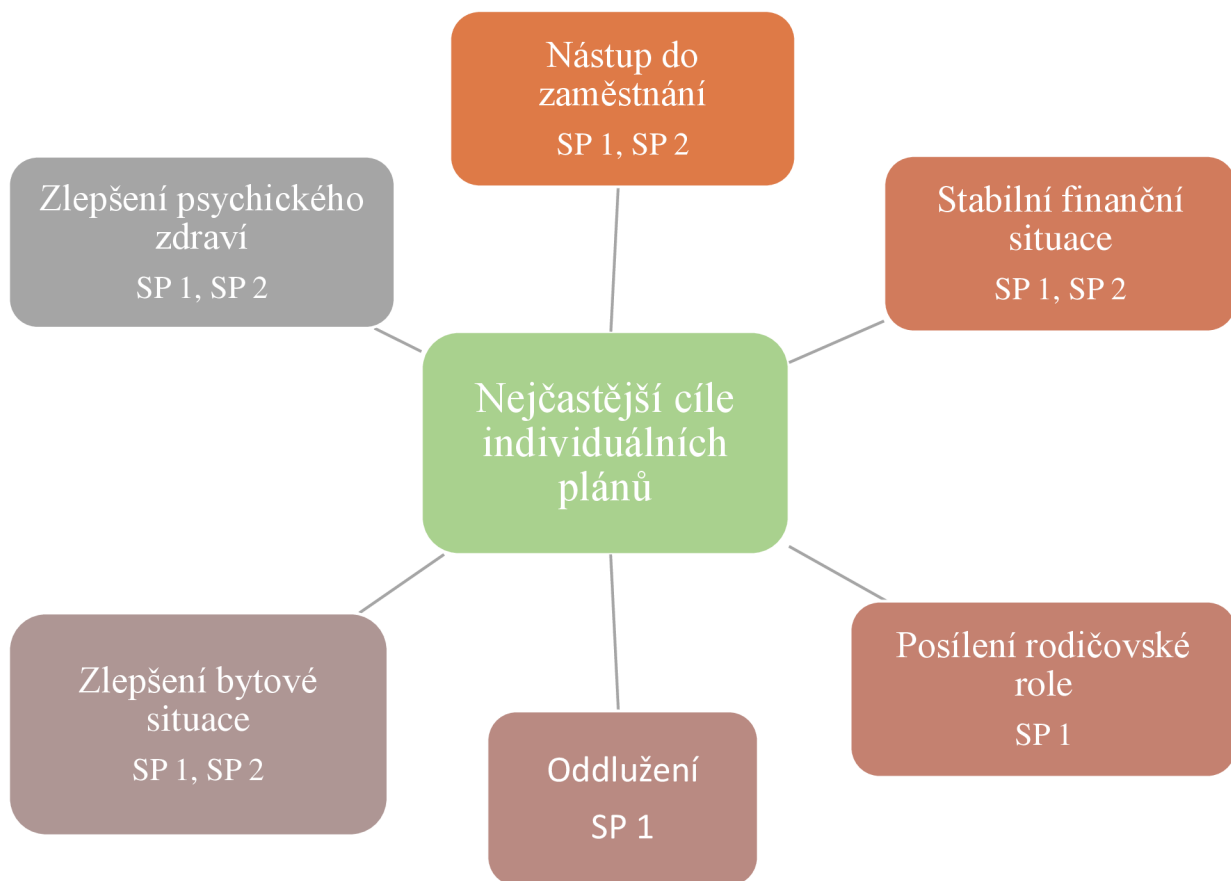 Nástup do
zaměstnání
SP 1, SP 2
Zlepšení psychického
zdraví
SP 1, SP 2
Stabilní finanční
situace
SP 1, SP 2
Nejčastější cíle
individuálních
plánů
Zlepšení bytové
situace
SP 1, SP 2
Oddlužení
SP 1
Posílení rodičovské
role
SP 1